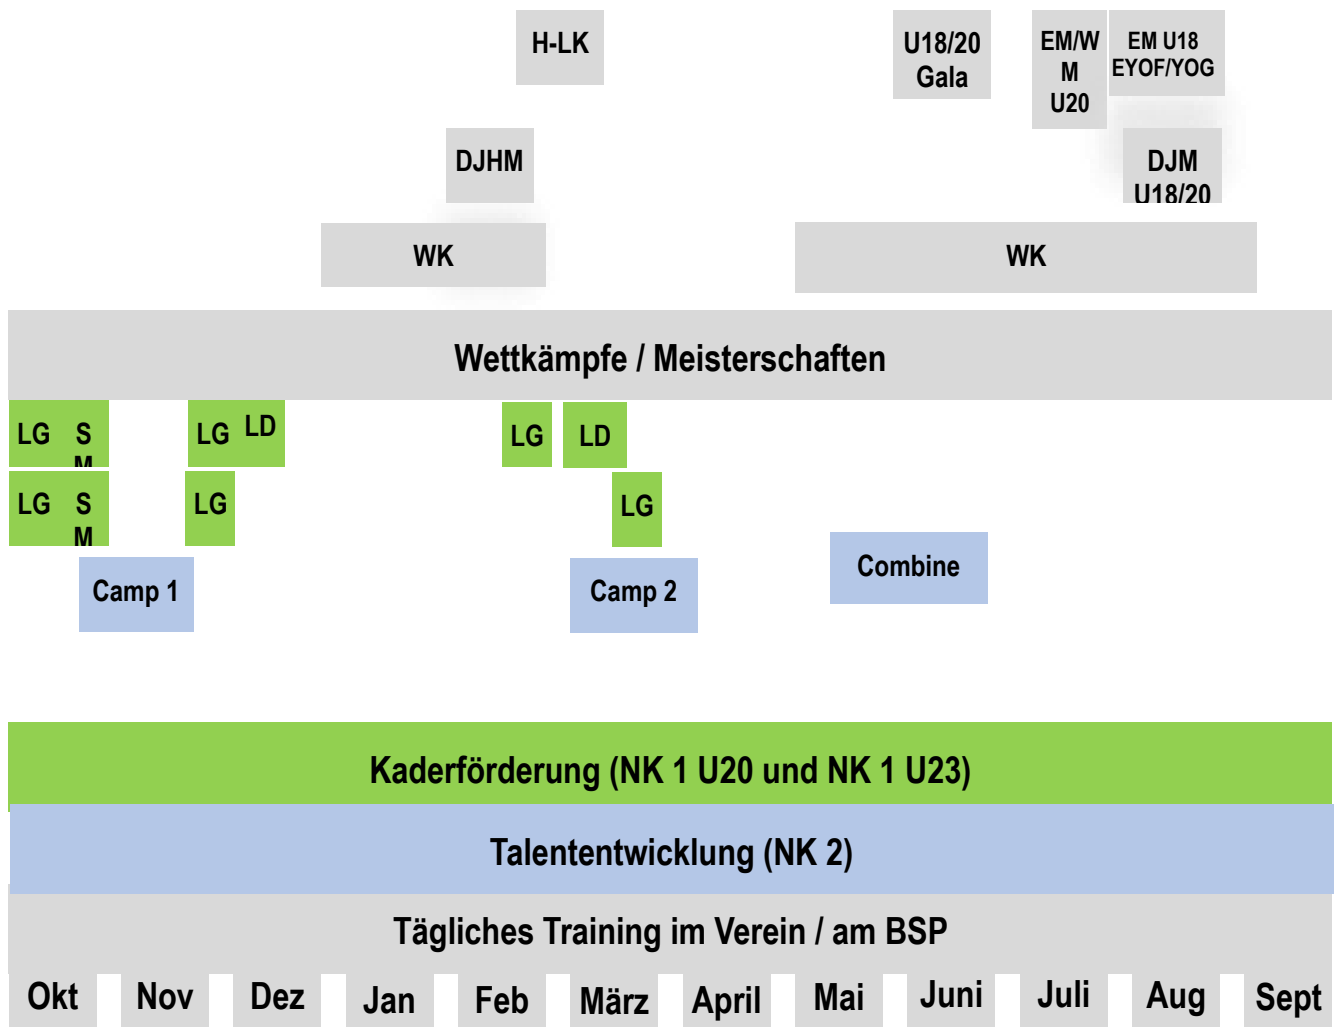 H-LK
U18/20
Gala
EM/W
M
U20
EM U18
EYOF/YOG
DJHM
DJM
U18/20
WK
WK
Wettkämpfe / Meisterschaften
LG S
M
LG LD
LG
LD
LG S
M
LG
LG
Camp 1
Camp 2
Combine
Kaderförderung (NK 1 U20 und NK 1 U23)
Talententwicklung (NK 2)
Tägliches Training im Verein / am BSP
Okt Nov Dez Jan Feb März April Mai Juni Juli Aug Sept